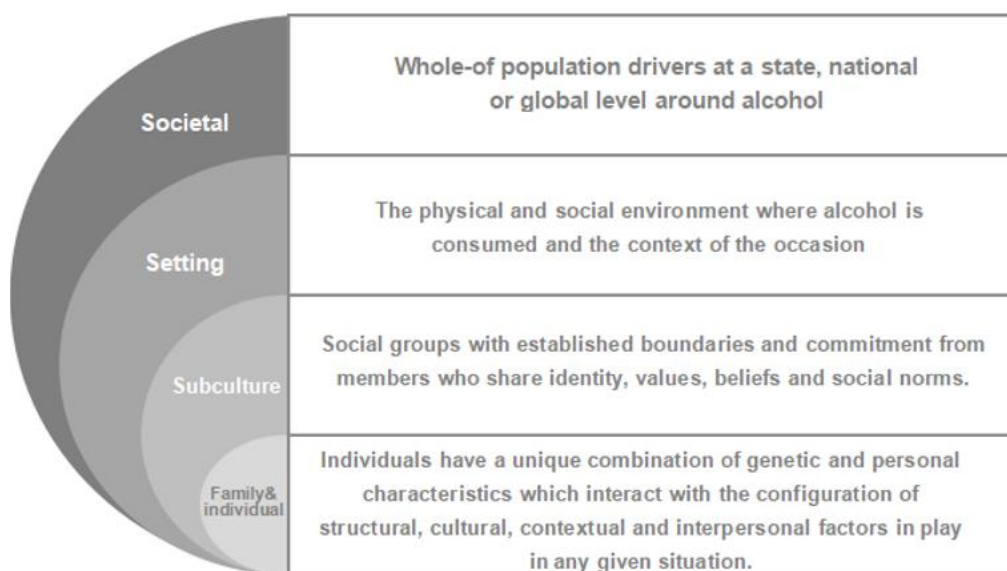 Societal
Whole-of population drivers at a state, national
or global level around alcohol
Setting
The physical and social environment where alcohol is
consumed and the context of the occasion
Subculture
Social groups with established boundaries and commitment from
members who share identity, values, beliefs and social norms.
Family&
individual
Individuals have a unique combination of genetic and personal
characteristics which interact with the configuration of
structural, cultural, contextual and interpersonal factors in play
in any given situation.